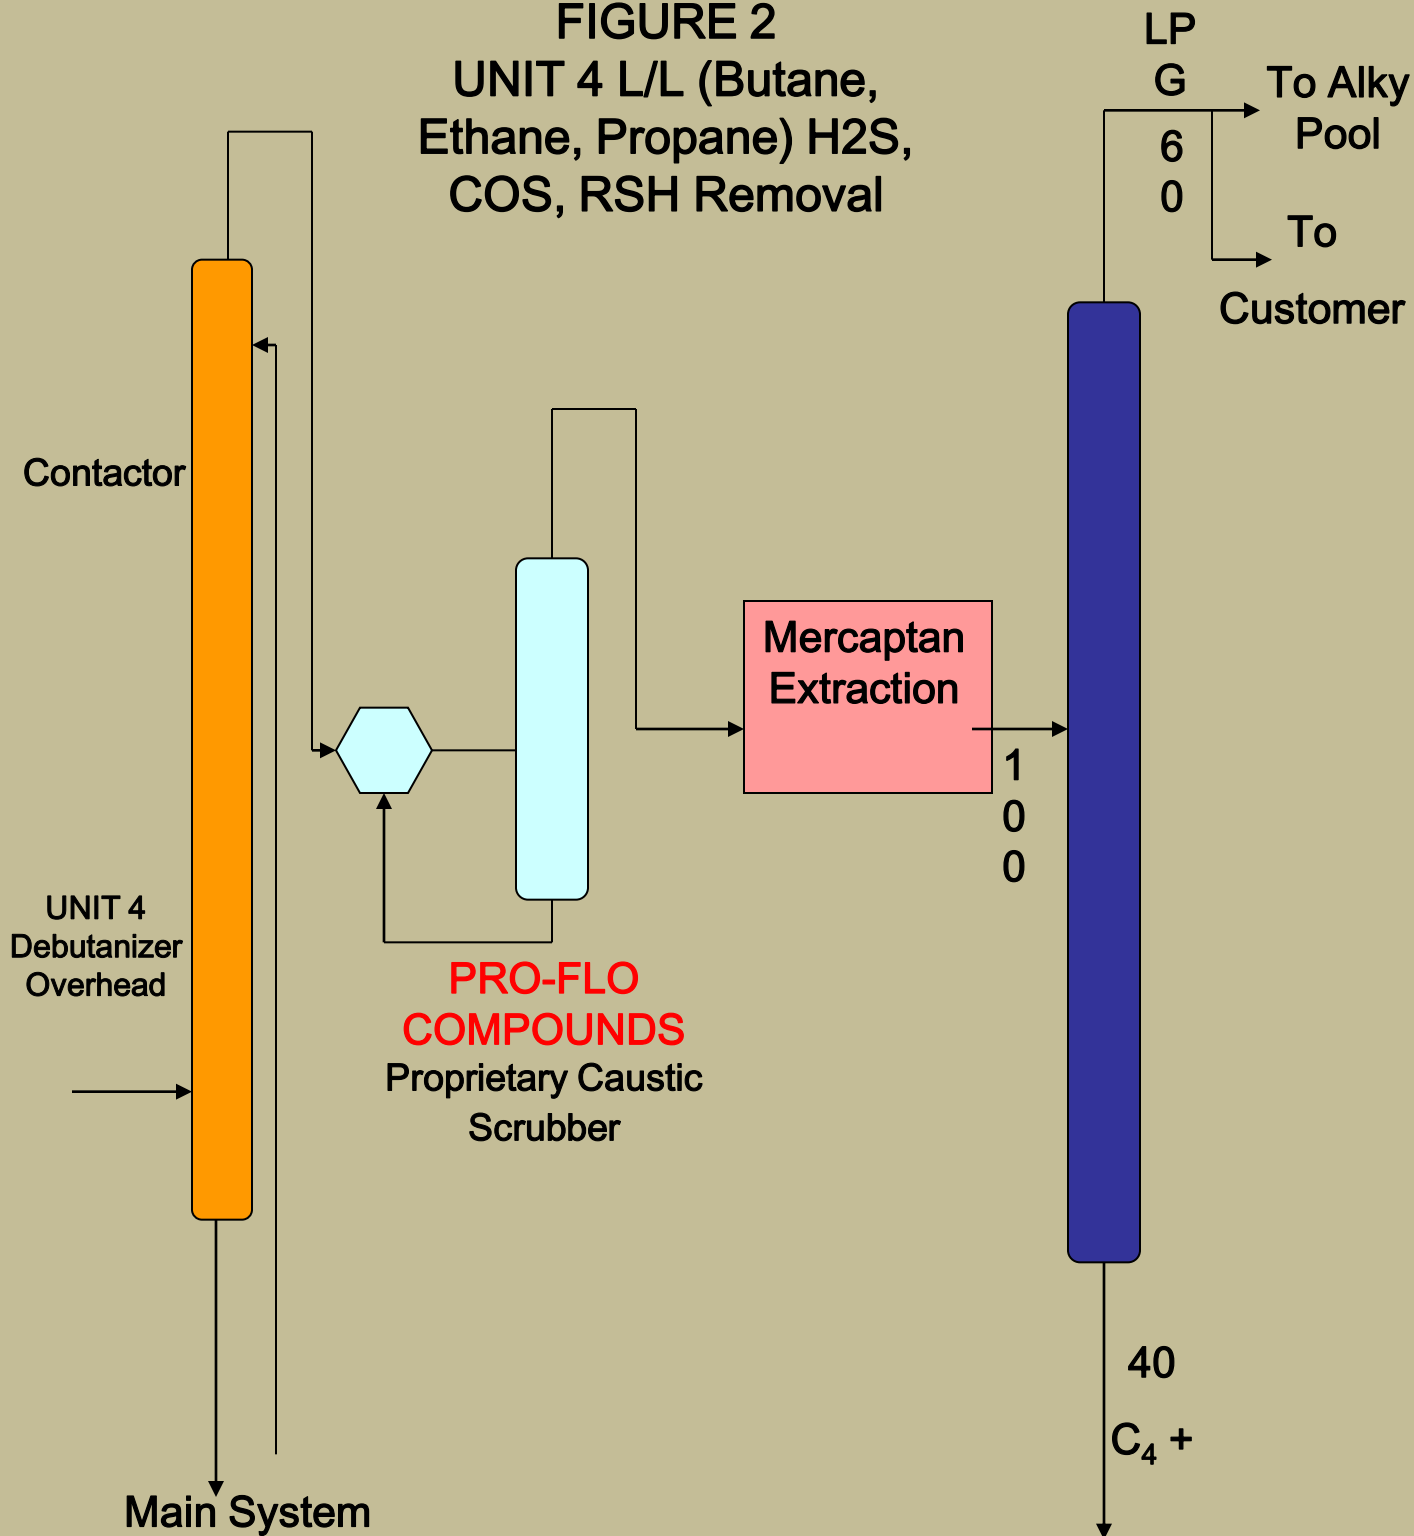 FIGURE 2
UNIT 4 L/L (Butane,
Ethane, Propane) H2S,
COS, RSH Removal
LP
G
6
0
To Alky
Pool
To
Customer
Contactor
Mercaptan
Extraction
1
0
0
UNIT 4
Debutanizer
Overhead
PRO-FLO
COMPOUNDS
Proprietary Caustic
Scrubber
40
C₄ +
Main System